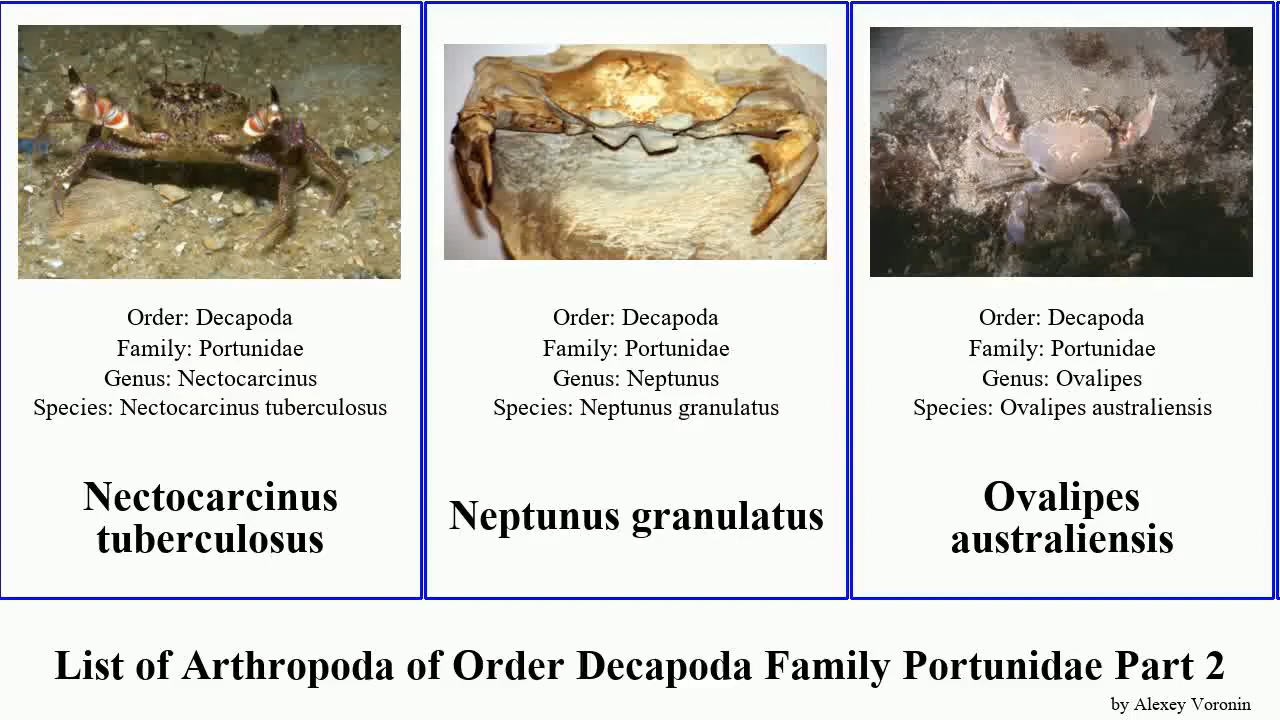 Order: Decapoda
Family: Portunidae
Genus: Nectocarcinus
Species: Nectocarcinus tuberculosus
Nectocarcinus
tuberculosus
Order: Decapoda
Family: Portunidae
Genus: Neptunus
Species: Neptunus granulatus
Neptunus granulatus
Order: Decapoda
Family: Portunidae
Genus: Ovalipes
Species: Ovalipes australiensis
Ovalipes
australiensis
List of Arthropoda of Order Decapoda Family Portunidae Part 2
by Alexey Voronin